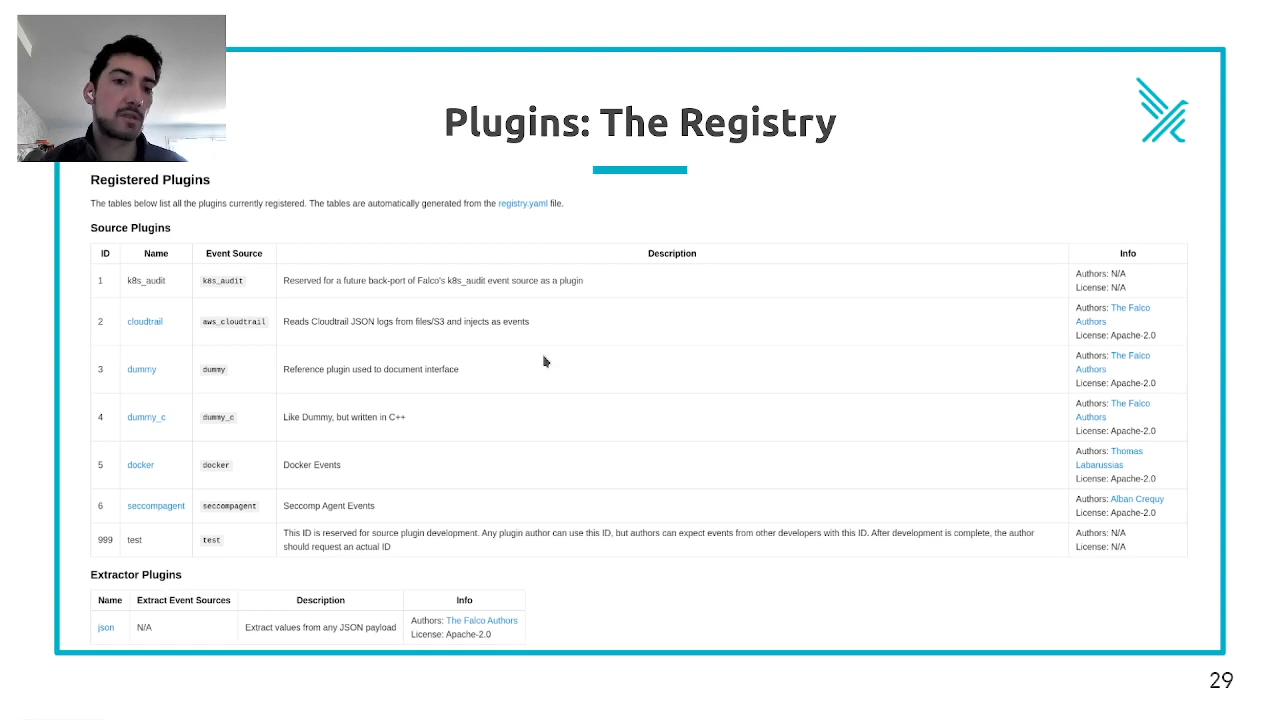 Plugins: The Registry
Registered Plugins
The tables below list all the plugins currently registered. The tables are automatically generated from the registry.yaml file.
Source Plugins
ID Name Event Source Description Info
1 k8s_audit k8s_audit Reserved for a future back-port of Falco's k8s_audit event source as a plugin Authors: N/A
License: N/A
2 cloudtrail aws_cloudtrail Reads Cloudtrail JSON logs from files/S3 and injects as events Authors: The Falco
Authors
License: Apache-2.0
3 dummy dummy Reference plugin used to document interface Authors: The Falco
Authors
License: Apache-2.0
4 dummy_c dummy_c Like Dummy, but written in C++ Authors: The Falco
Authors
License: Apache-2.0
5 docker docker Docker Events Authors: Thomas
Labarussias
License: Apache-2.0
6 seccompagent seccompagent Seccomp Agent Events Authors: Alban Crequy
License: Apache-2.0
999 test test This ID is reserved for source plugin development. Any plugin author can use this ID, but authors can expect events from other developers with this ID. After development is complete, the author Authors: N/A
should request an actual ID License: N/A
Extractor Plugins
Name Extract Event Sources Description Info
json N/A Extract values from any JSON payload Authors: The Falco Authors
License: Apache-2.0
29